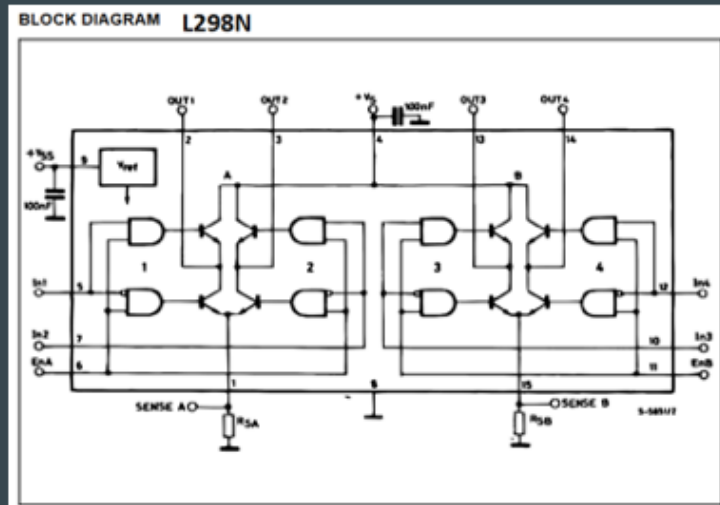 BLOCK DIAGRAM L298N
OUT1 OUT2 +Vs 100nF OUT3 OUT4
2 3 4 13 14
+Vss 9 Vref A B
100nF
1 2 3 4
In1 5 12 In4
In2 7 10 In3
EnA 6 11 EnB
1 8 15
SENSE A SENSE B S-5851/2
RSA RSB